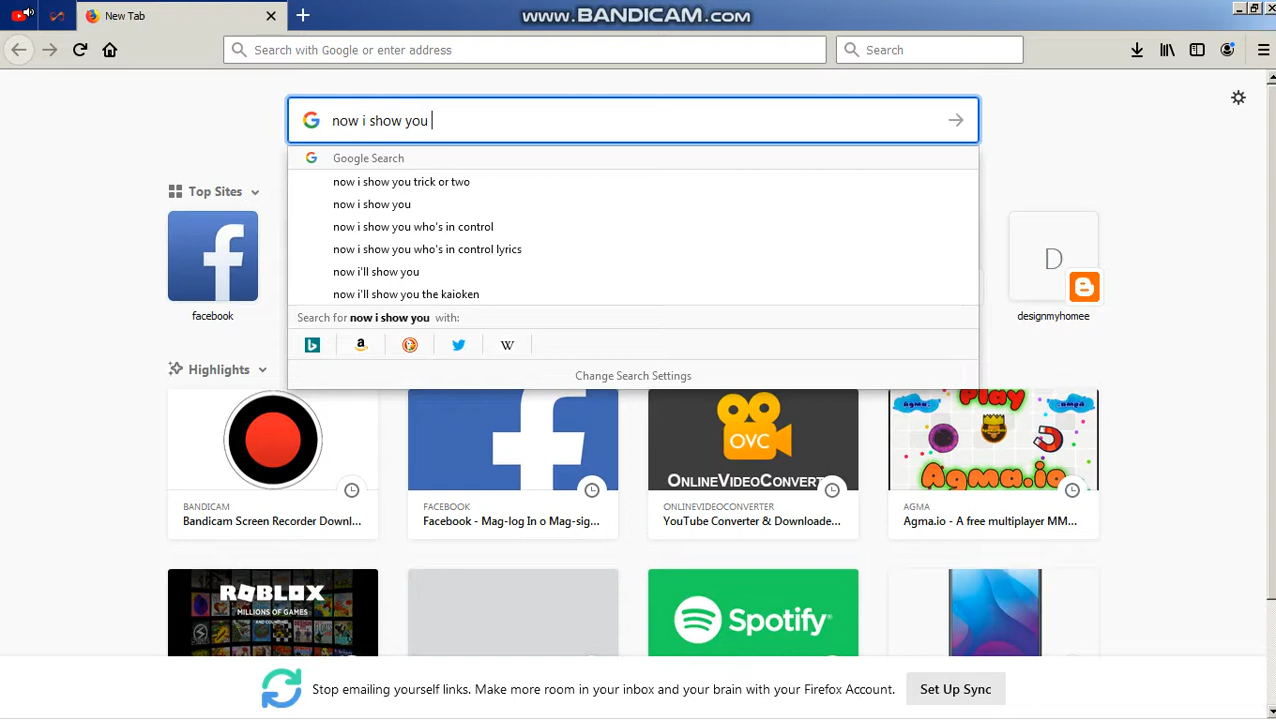 New Tab
www.BANDICAM.com
Search with Google or enter address
Search
now i show you
Google Search
now i show you trick or two
now i show you
now i show you who's in control
now i show you who's in control lyrics
now i'll show you
now i'll show you the kaioken
Search for now i show you with:
a
W
Change Search Settings
Top Sites
facebook
D
designmyhomee
Highlights
OVC
ONLINEVIDEOCONVERT
Play
Agma.io
BANDICAM
Bandicam Screen Recorder Downl...
FACEBOOK
Facebook - Mag-log In o Mag-sig...
ONLINEVIDEOCONVERTER
YouTube Converter & Downloade...
AGMA
Agma.io - A free multiplayer MM...
ROBLOX
MILLIONS OF GAMES
Spotify
Stop emailing yourself links. Make more room in your inbox and your brain with your Firefox Account.
Set Up Sync